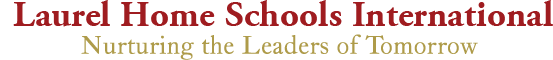 Laurel Home Schools International
Nurturing the Leaders of Tomorrow